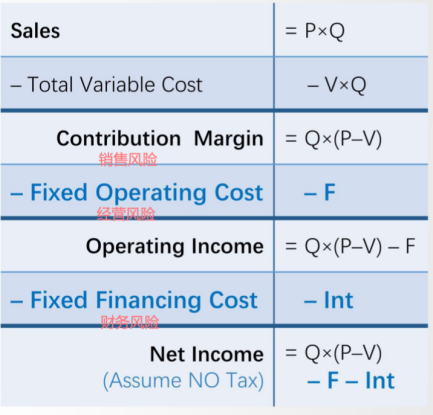 Sales = P×Q
– Total Variable Cost – V×Q
Contribution Margin = Q×(P–V)
销售风险
– Fixed Operating Cost – F
经营风险
Operating Income = Q×(P–V) – F
– Fixed Financing Cost – Int
财务风险
Net Income = Q×(P–V)
(Assume NO Tax) – F – Int